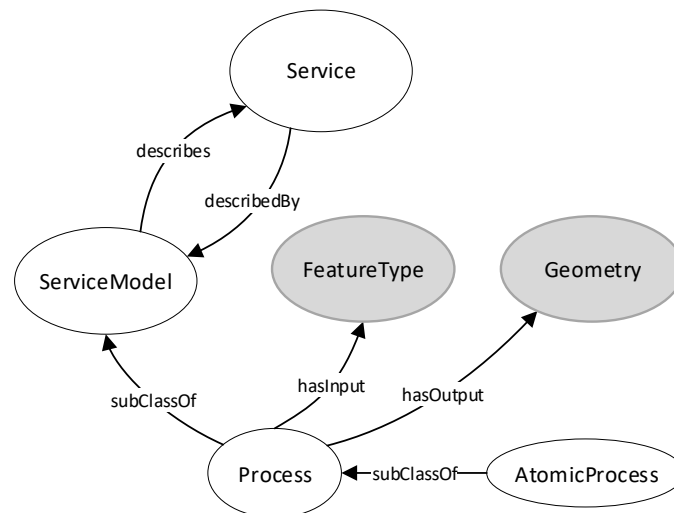 Service
describes
describedBy
ServiceModel
FeatureType
Geometry
subClassOf
hasInput
hasOutput
Process
subClassOf
AtomicProcess